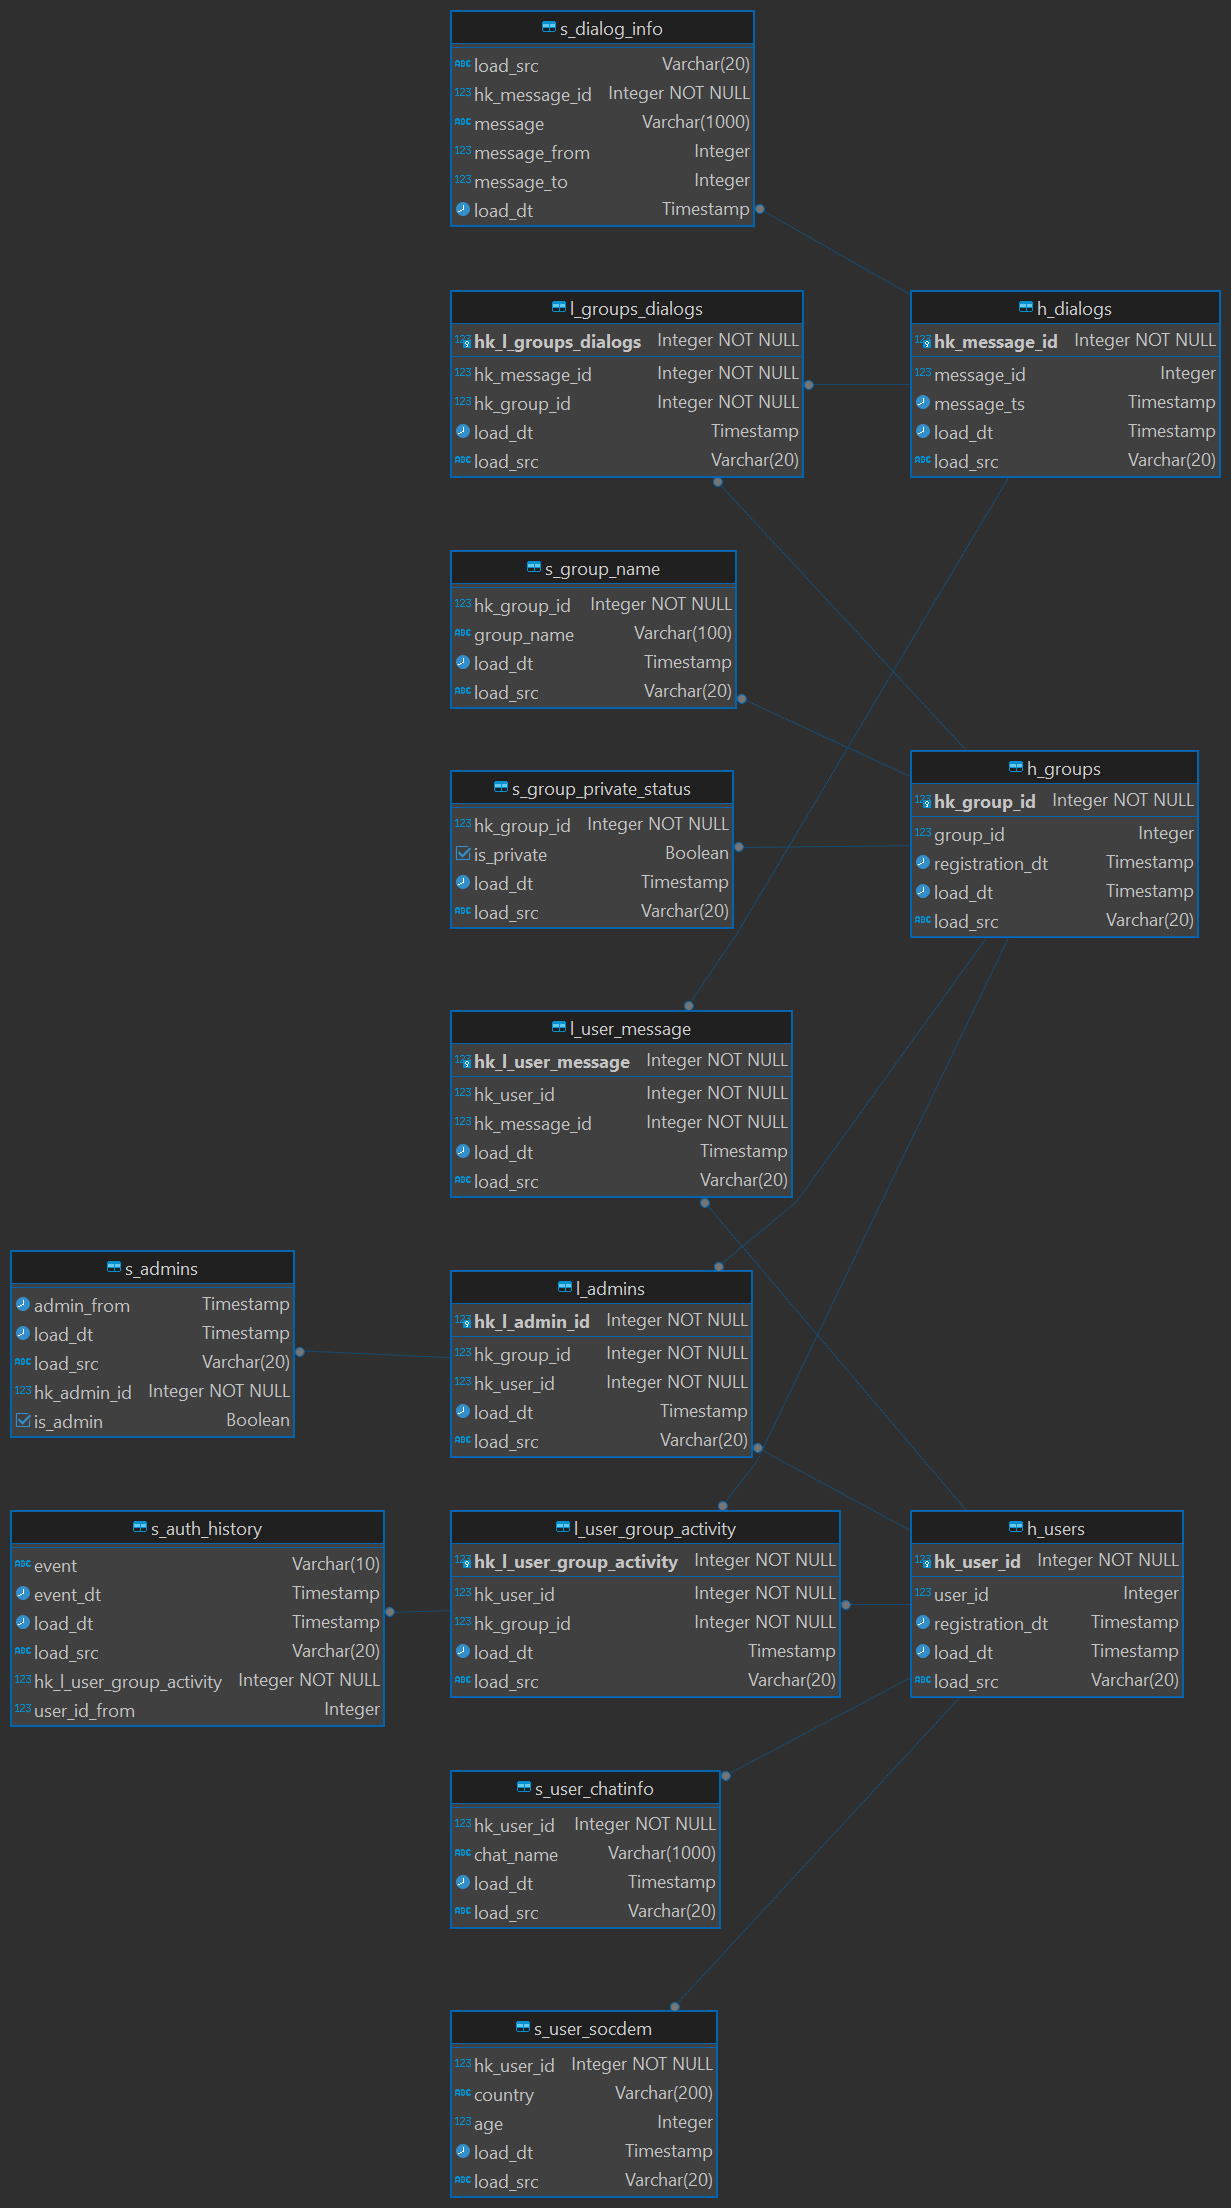 s_dialog_info
load_src Varchar(20)
hk_message_id Integer NOT NULL
message Varchar(1000)
message_from Integer
message_to Integer
load_dt Timestamp
l_groups_dialogs
hk_l_groups_dialogs Integer NOT NULL
hk_message_id Integer NOT NULL
hk_group_id Integer NOT NULL
load_dt Timestamp
load_src Varchar(20)
h_dialogs
hk_message_id Integer NOT NULL
message_id Integer
message_ts Timestamp
load_dt Timestamp
load_src Varchar(20)
s_group_name
hk_group_id Integer NOT NULL
group_name Varchar(100)
load_dt Timestamp
load_src Varchar(20)
s_group_private_status
hk_group_id Integer NOT NULL
is_private Boolean
load_dt Timestamp
load_src Varchar(20)
h_groups
hk_group_id Integer NOT NULL
group_id Integer
registration_dt Timestamp
load_dt Timestamp
load_src Varchar(20)
l_user_message
hk_l_user_message Integer NOT NULL
hk_user_id Integer NOT NULL
hk_message_id Integer NOT NULL
load_dt Timestamp
load_src Varchar(20)
s_admins
admin_from Timestamp
load_dt Timestamp
load_src Varchar(20)
hk_admin_id Integer NOT NULL
is_admin Boolean
l_admins
hk_l_admin_id Integer NOT NULL
hk_group_id Integer NOT NULL
hk_user_id Integer NOT NULL
load_dt Timestamp
load_src Varchar(20)
s_auth_history
event Varchar(10)
event_dt Timestamp
load_dt Timestamp
load_src Varchar(20)
hk_l_user_group_activity Integer NOT NULL
user_id_from Integer
l_user_group_activity
hk_l_user_group_activity Integer NOT NULL
hk_user_id Integer NOT NULL
hk_group_id Integer NOT NULL
load_dt Timestamp
load_src Varchar(20)
h_users
hk_user_id Integer NOT NULL
user_id Integer
registration_dt Timestamp
load_dt Timestamp
load_src Varchar(20)
s_user_chatinfo
hk_user_id Integer NOT NULL
chat_name Varchar(1000)
load_dt Timestamp
load_src Varchar(20)
s_user_socdem
hk_user_id Integer NOT NULL
country Varchar(200)
age Integer
load_dt Timestamp
load_src Varchar(20)